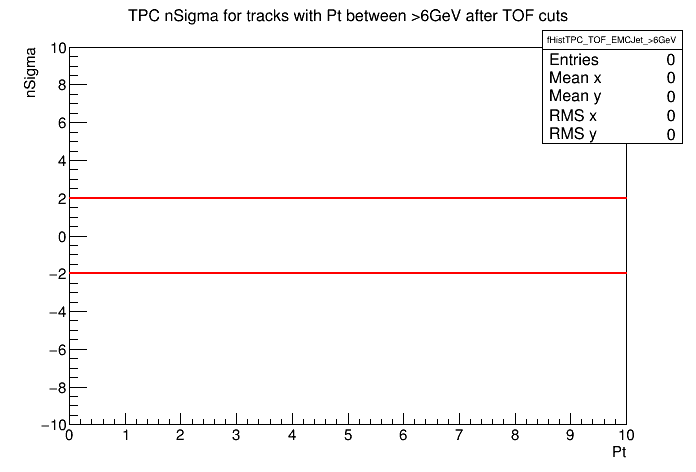 TPC nSigma for tracks with Pt between >6GeV after TOF cuts
fHistTPC_TOF_EMCJet_>6GeV
Entries 0
Mean x 0
Mean y 0
RMS x 0
RMS y 0
nSigma
10
8
6
4
2
0
−2
−4
−6
−8
−10
0 1 2 3 4 5 6 7 8 9 10
Pt